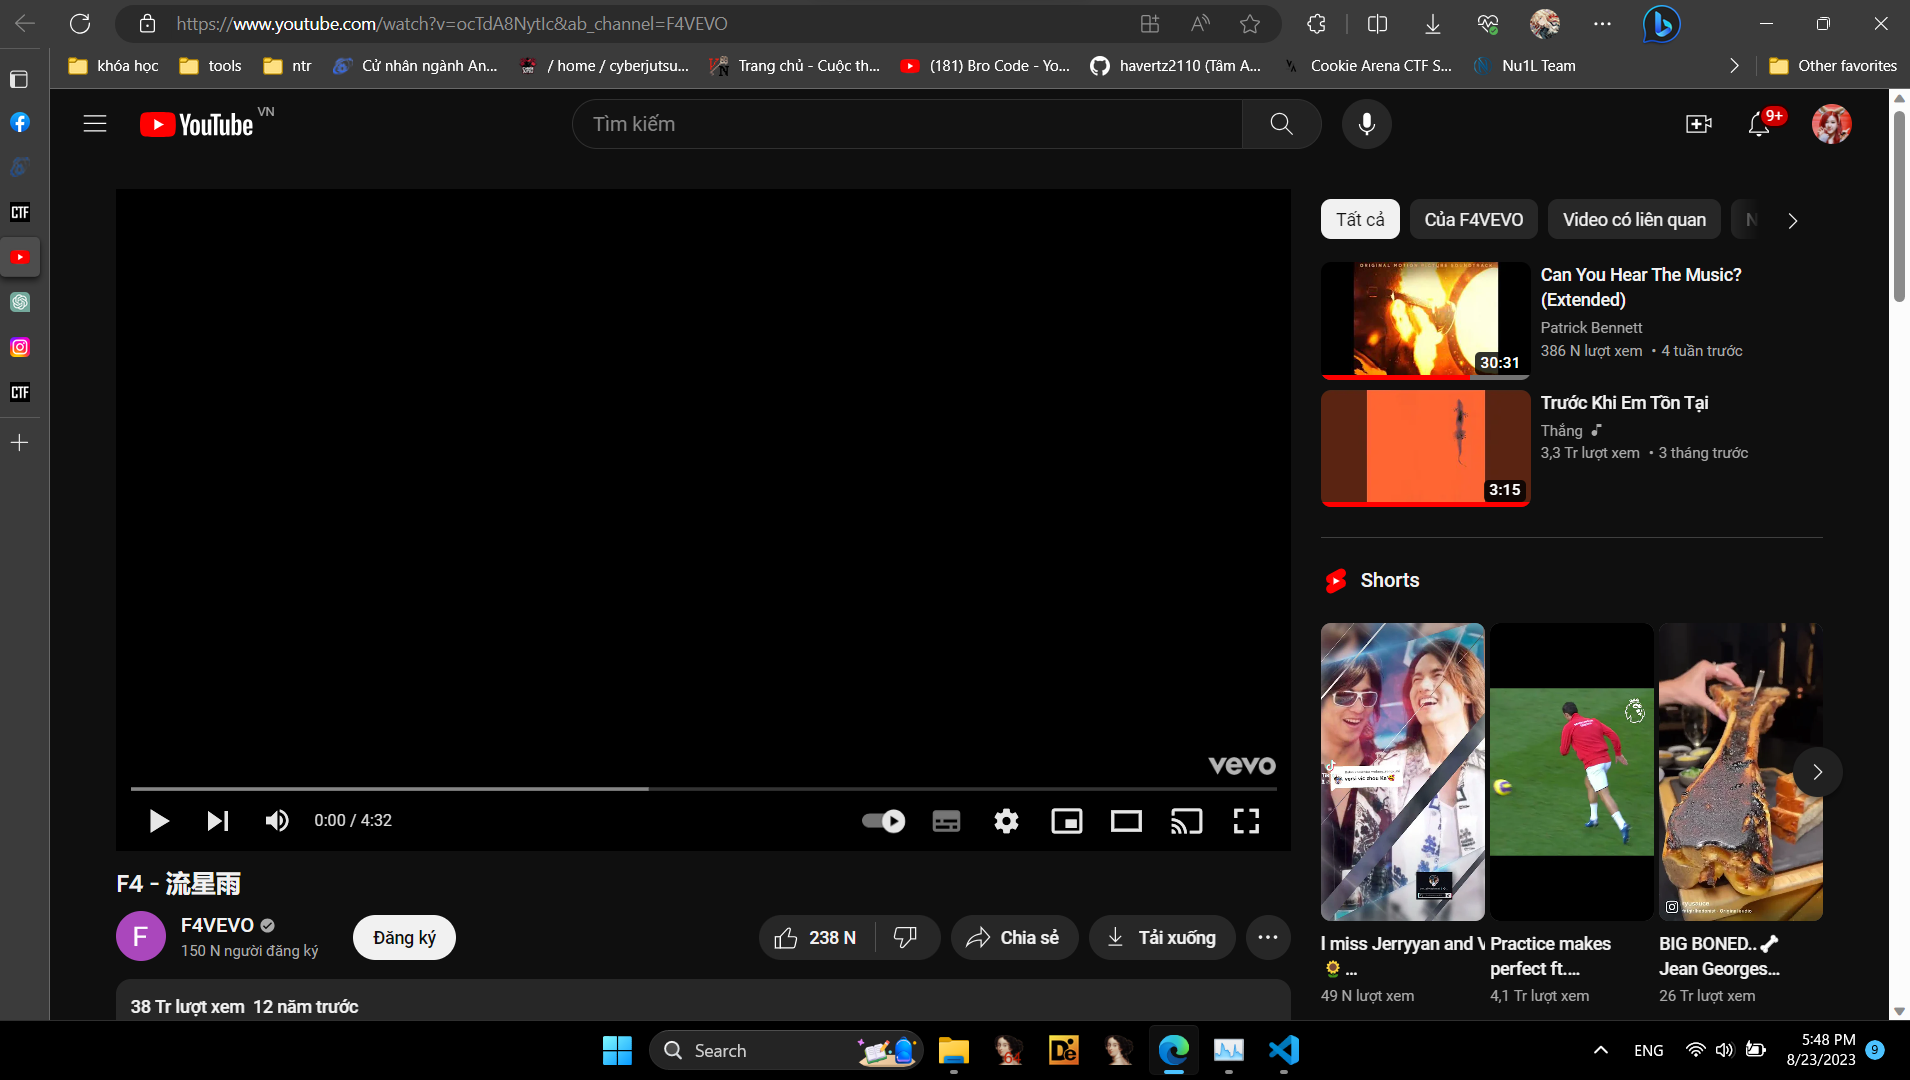 https://www.youtube.com/watch?v=ocTdA8NytIc&ab_channel=F4VEVO
khóa học
tools
ntr
Cử nhân ngành An...
/ home / cyberjutsu...
Trang chủ - Cuộc th...
(181) Bro Code - Yo...
havertz2110 (Tâm A...
Cookie Arena CTF S...
Nu1L Team
Other favorites
CTF
CTF
YouTube VN
Tìm kiếm
9+
Tất cả
Của F4VEVO
Video có liên quan
N
ORIGINAL MOTION PICTURE SOUNDTRACK
30:31
Can You Hear The Music?
(Extended)
Patrick Bennett
386 N lượt xem • 4 tuần trước
3:15
Trước Khi Em Tồn Tại
Thắng
3,3 Tr lượt xem • 3 tháng trước
vevo
0:00 / 4:32
Shorts
F4 - 流星雨
F
F4VEVO
150 N người đăng ký
Đăng ký
238 N
Chia sẻ
Tải xuống
38 Tr lượt xem 12 năm trước
I miss Jerryyan and V
🌻 ...
49 N lượt xem
Practice makes
perfect ft....
4,1 Tr lượt xem
BIG BONED..🦴
Jean Georges...
26 Tr lượt xem
Search
64
De
ENG
5:48 PM
8/23/2023
9